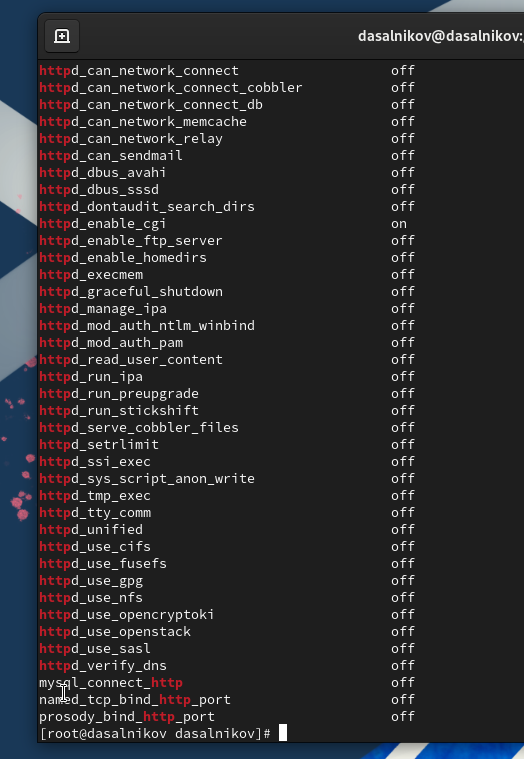 dasalnikov@dasalnikov:
httpd_can_network_connect off
httpd_can_network_connect_cobbler off
httpd_can_network_connect_db off
httpd_can_network_memcache off
httpd_can_network_relay off
httpd_can_sendmail off
httpd_dbus_avahi off
httpd_dbus_sssd off
httpd_dontaudit_search_dirs off
httpd_enable_cgi on
httpd_enable_ftp_server off
httpd_enable_homedirs off
httpd_execmem off
httpd_graceful_shutdown off
httpd_manage_ipa off
httpd_mod_auth_ntlm_winbind off
httpd_mod_auth_pam off
httpd_read_user_content off
httpd_run_ipa off
httpd_run_preupgrade off
httpd_run_stickshift off
httpd_serve_cobbler_files off
httpd_setrlimit off
httpd_ssi_exec off
httpd_sys_script_anon_write off
httpd_tmp_exec off
httpd_tty_comm off
httpd_unified off
httpd_use_cifs off
httpd_use_fusefs off
httpd_use_gpg off
httpd_use_nfs off
httpd_use_opencryptoki off
httpd_use_openstack off
httpd_use_sasl off
httpd_verify_dns off
mysql_connect_http off
named_tcp_bind_http_port off
prosody_bind_http_port off
[root@dasalnikov dasalnikov]#